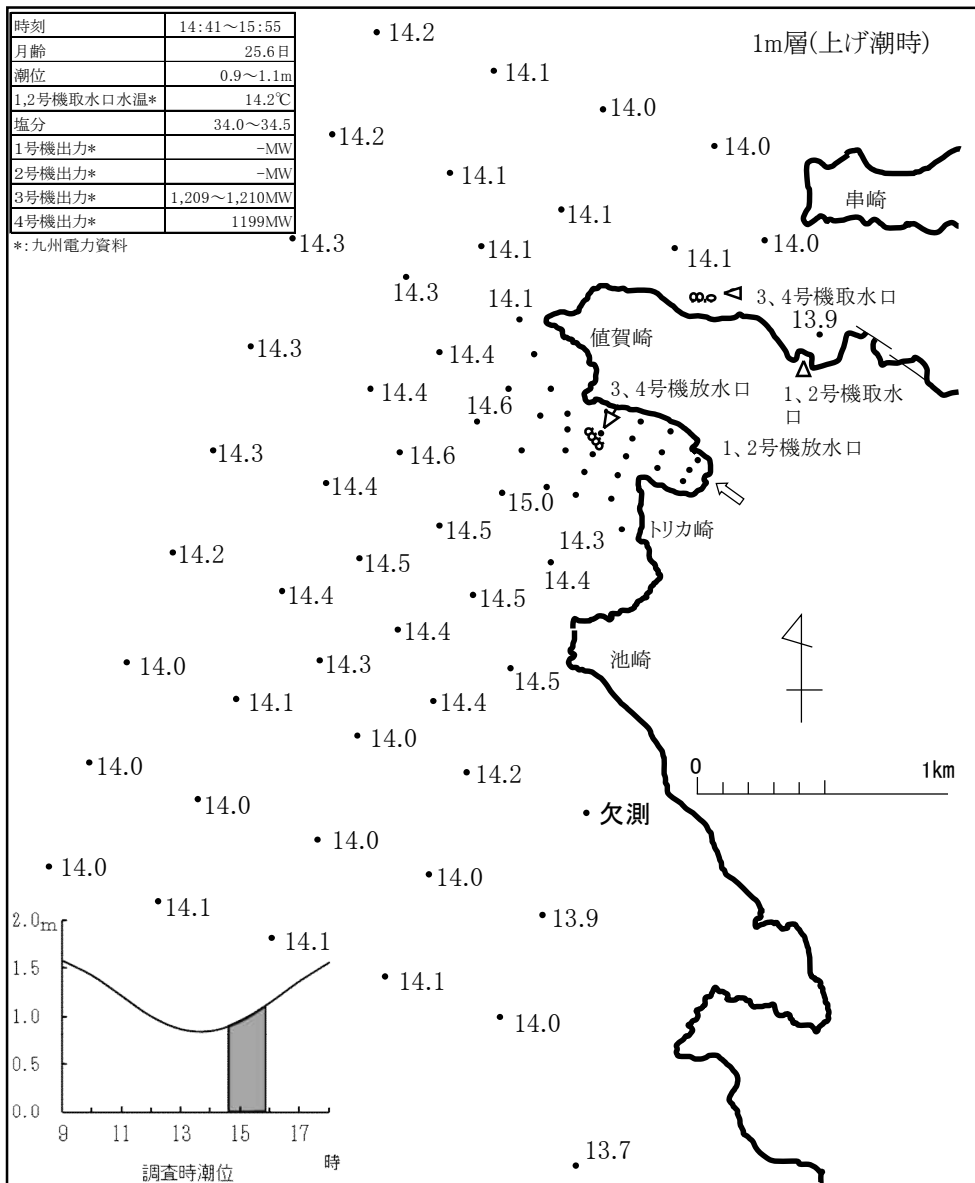 時刻 14:41～15:55
月齢 25.6日
潮位 0.9～1.1m
1,2号機取水口水温* 14.2℃
塩分 34.0～34.5
1号機出力* -MW
2号機出力* -MW
3号機出力* 1,209～1,210MW
4号機出力* 1199MW
*:九州電力資料
1m層(上げ潮時)
14.2
14.1
14.0
14.2
14.0
14.1
串崎
14.1
14.3
14.1
14.1
14.0
14.3
14.1
3、4号機取水口
13.9
値賀崎
14.3
14.4
14.4
14.6
3、4号機放水口
1、2号機取水
口
1、2号機放水口
14.3
14.6
14.4
15.0
14.5
14.3
トリカ崎
14.2
14.5
14.4
14.4
14.5
14.4
池崎
14.0
14.3
14.5
14.1
14.4
14.0
14.0
14.2
0 1km
14.0
欠測
14.0
14.0
14.0
14.1
13.9
14.1
14.1
14.0
13.7
2.0m
1.5
1.0
0.5
0.0
9 11 13 15 17 時
調査時潮位